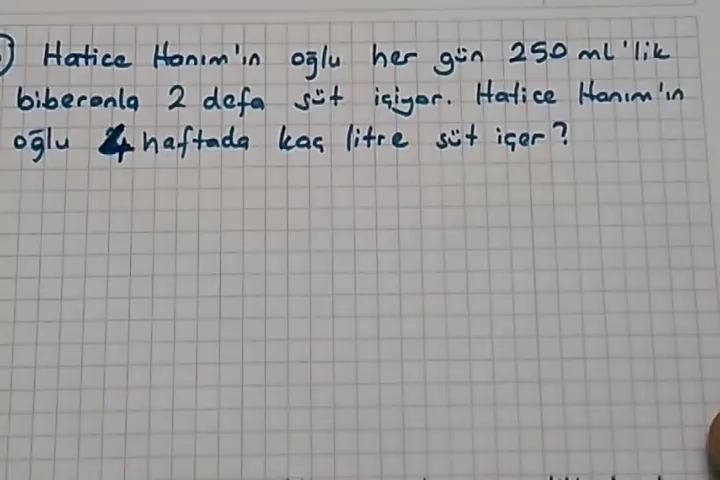 Hatice Hanım'ın oğlu her gün 250 ml'lik
biberonla 2 defa süt içiyor. Hatice Hanım'ın
oğlu 4 haftada kaç litre süt içer?